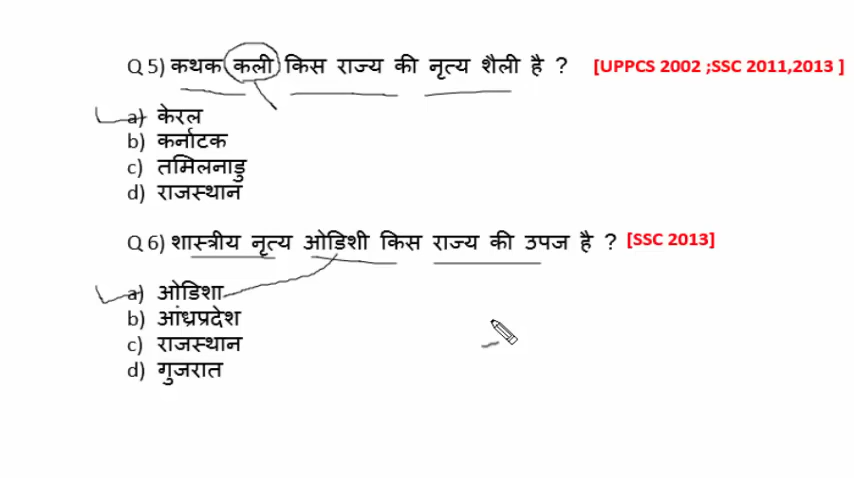 Q 5) कथक कली किस राज्य की नृत्य शैली है ? [UPPCS 2002 ;SSC 2011,2013 ]
a) केरल
b) कर्नाटक
c) तमिलनाडु
d) राजस्थान
Q 6) शास्त्रीय नृत्य ओडिशी किस राज्य की उपज है ? [SSC 2013]
a) ओडिशा
b) आंध्रप्रदेश
c) राजस्थान
d) गुजरात